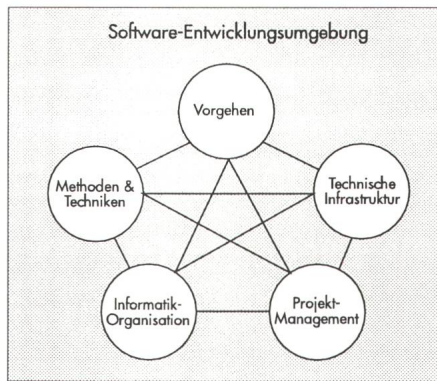 Software-Entwicklungsumgebung
Vorgehen
Methoden &
Techniken
Technische
Infrastruktur
Informatik-
Organisation
Projekt-
Management